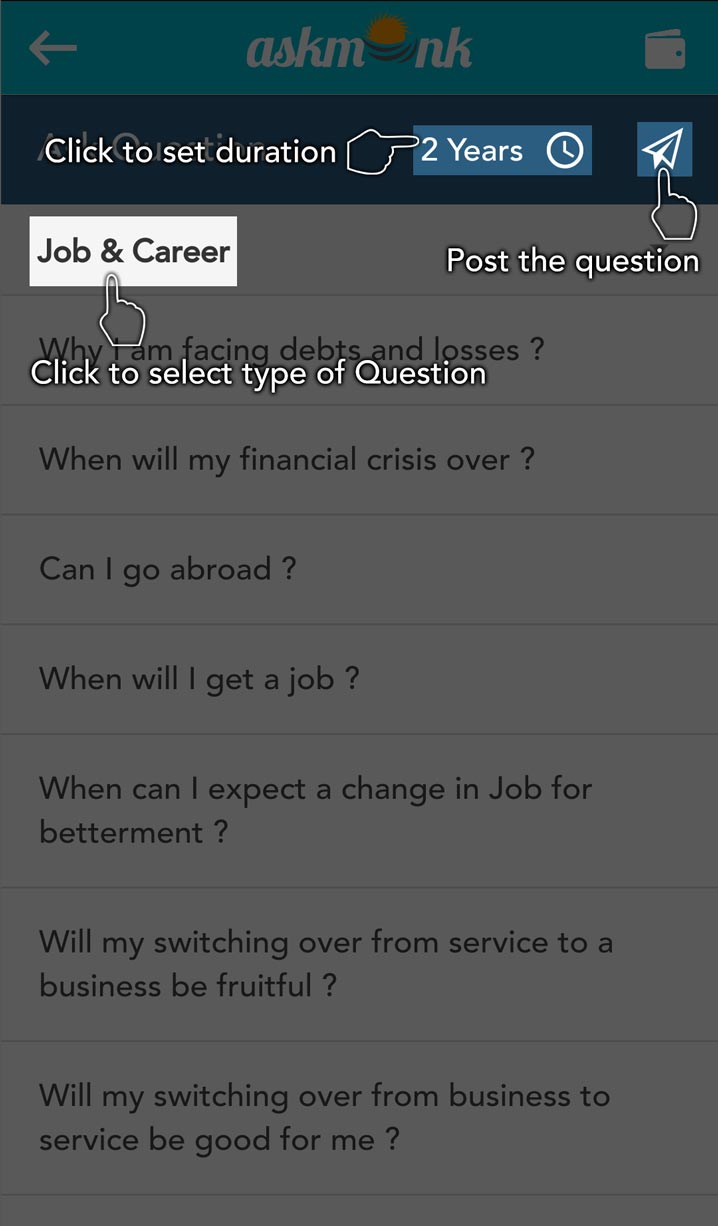 askmonk
Ask Question
Click to set duration
2 Years
Job & Career
Post the question
Why I am facing debts and losses ?
Click to select type of Question
When will my financial crisis over ?
Can I go abroad ?
When will I get a job ?
When can I expect a change in Job for
betterment ?
Will my switching over from service to a
business be fruitful ?
Will my switching over from business to
service be good for me ?